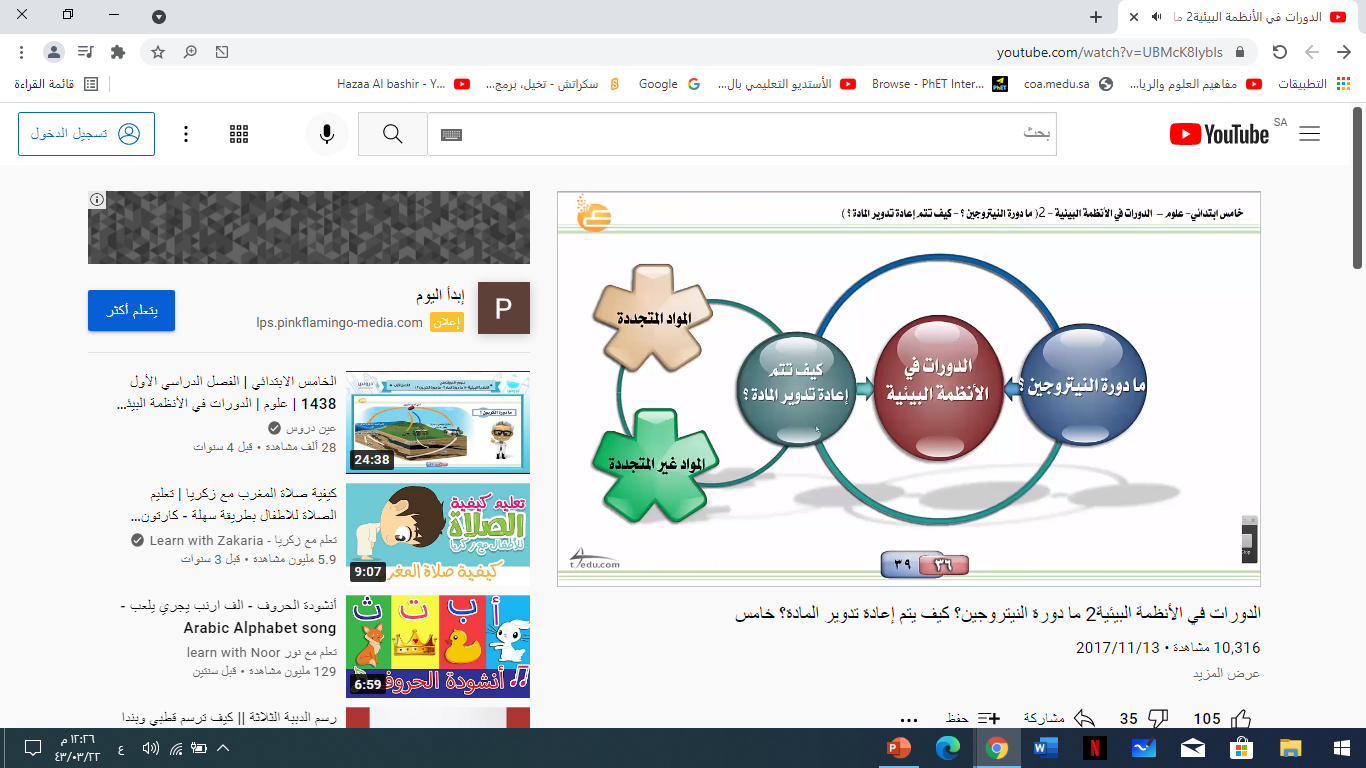 الدورات في الأنظمة البيئية2 ما
youtube.com/watch?v=UBMcK8Iybls
التطبيقات
مفاهيم العلوم والريا...
coa.medu.sa
Browse - PhET Inter...
الأستديو التعليمي بال...
Google
سكراتش - تخيل، برمج...
Hazaa Al bashir - Y...
قائمة القراءة
YouTube SA
بحث
تسجيل الدخول
خامس ابتدائي - علوم – الدورات في الأنظمة البيئية – 2( ما دورة النيتروجين ؟ - كيف تتم إعادة تدوير المادة ؟ )
ما دورة النيتروجين ؟
الدورات في
الأنظمة البيئية
كيف تتم
إعادة تدوير المادة ؟
المواد المتجددة
المواد غير المتجددة
٣٦
٣٩
t4edu.com
الدورات في الأنظمة البيئية2 ما دورة النيتروجين؟ كيف يتم إعادة تدوير المادة؟ خامس
10,316 مشاهدة • 2017/11/13
عرض المزيد
105
35
مشاركة
حفظ
P
إبدأ اليوم
إعلان lps.pinkflamingo-media.com
يتعلم أكثر
الخامس الابتدائي | الفصل الدراسي الأول
1438 | علوم | الدورات في الأنظمة البيئ...
عين دروس
28 ألف مشاهدة • قبل 4 سنوات
24:38
كيفية صلاة المغرب مع زكريا | تعليم
الصلاة للاطفال بطريقة سهلة - كارتون...
تعلم مع زكريا - Learn with Zakaria
5.9 مليون مشاهدة • قبل 3 سنوات
تعليم كيفية
الصلاة
للأطفال مع زكريا
كيفية صلاة المغر
9:07
أنشودة الحروف - الف ارنب يجري يلعب -
Arabic Alphabet song
تعلم مع نور learn with Noor
129 مليون مشاهدة • قبل سنتين
أ
ب
ت
ث
أنشودة الحروف
6:59
رسم الدببة الثلاثة || كيف ترسم قطبي وبندا
ع
١٢:٢٦ م
٤٣/٠٣/٢٢